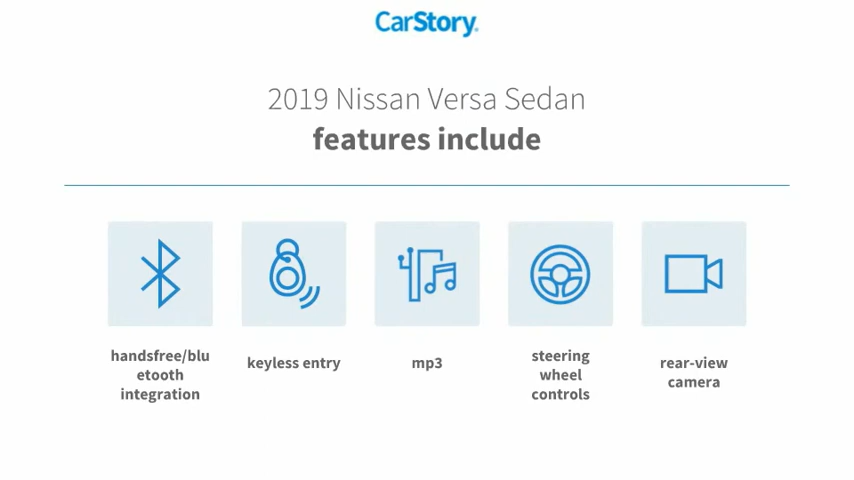 CarStory.
2019 Nissan Versa Sedan
features include
handsfree/blu
etooth
integration
keyless entry
mp3
steering
wheel
controls
rear-view
camera